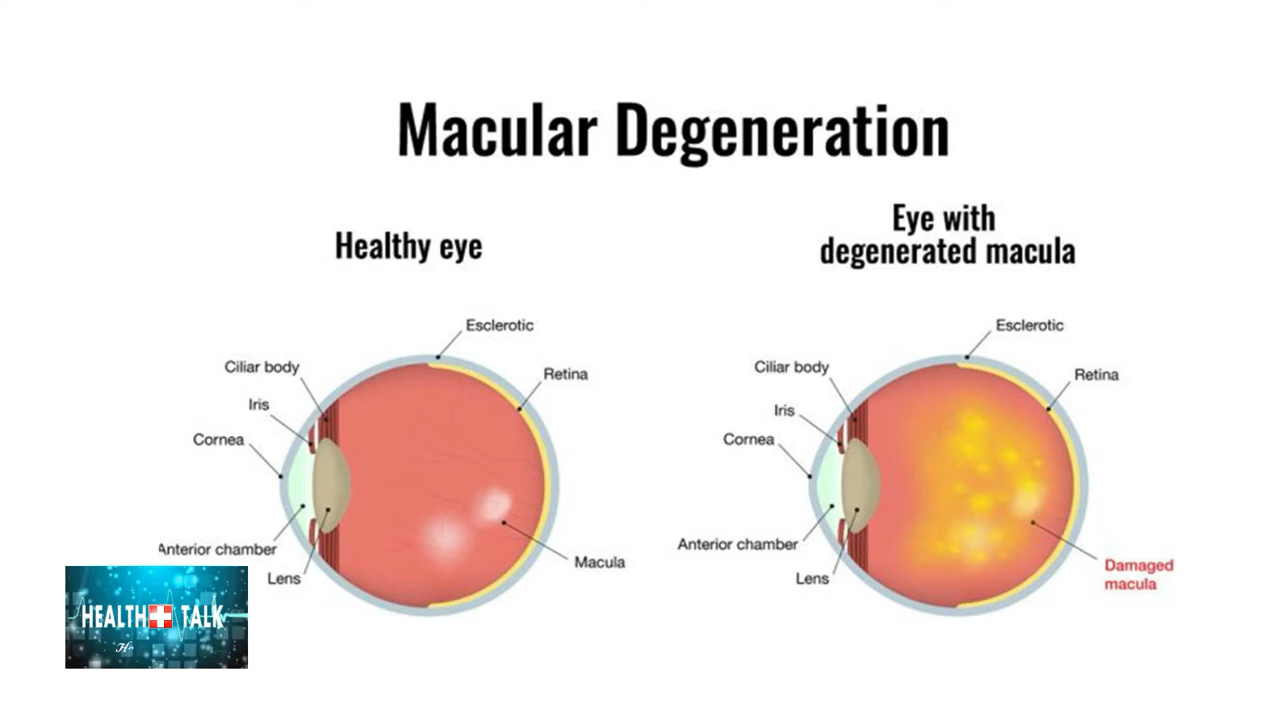 Macular Degeneration
Healthy eye
Esclerotic
Ciliar body
Retina
Iris
Cornea
Anterior chamber
Lens
Macula
Eye with
degenerated macula
Esclerotic
Ciliar body
Retina
Iris
Cornea
Anterior chamber
Lens
Damaged
macula
HEALTH TALK